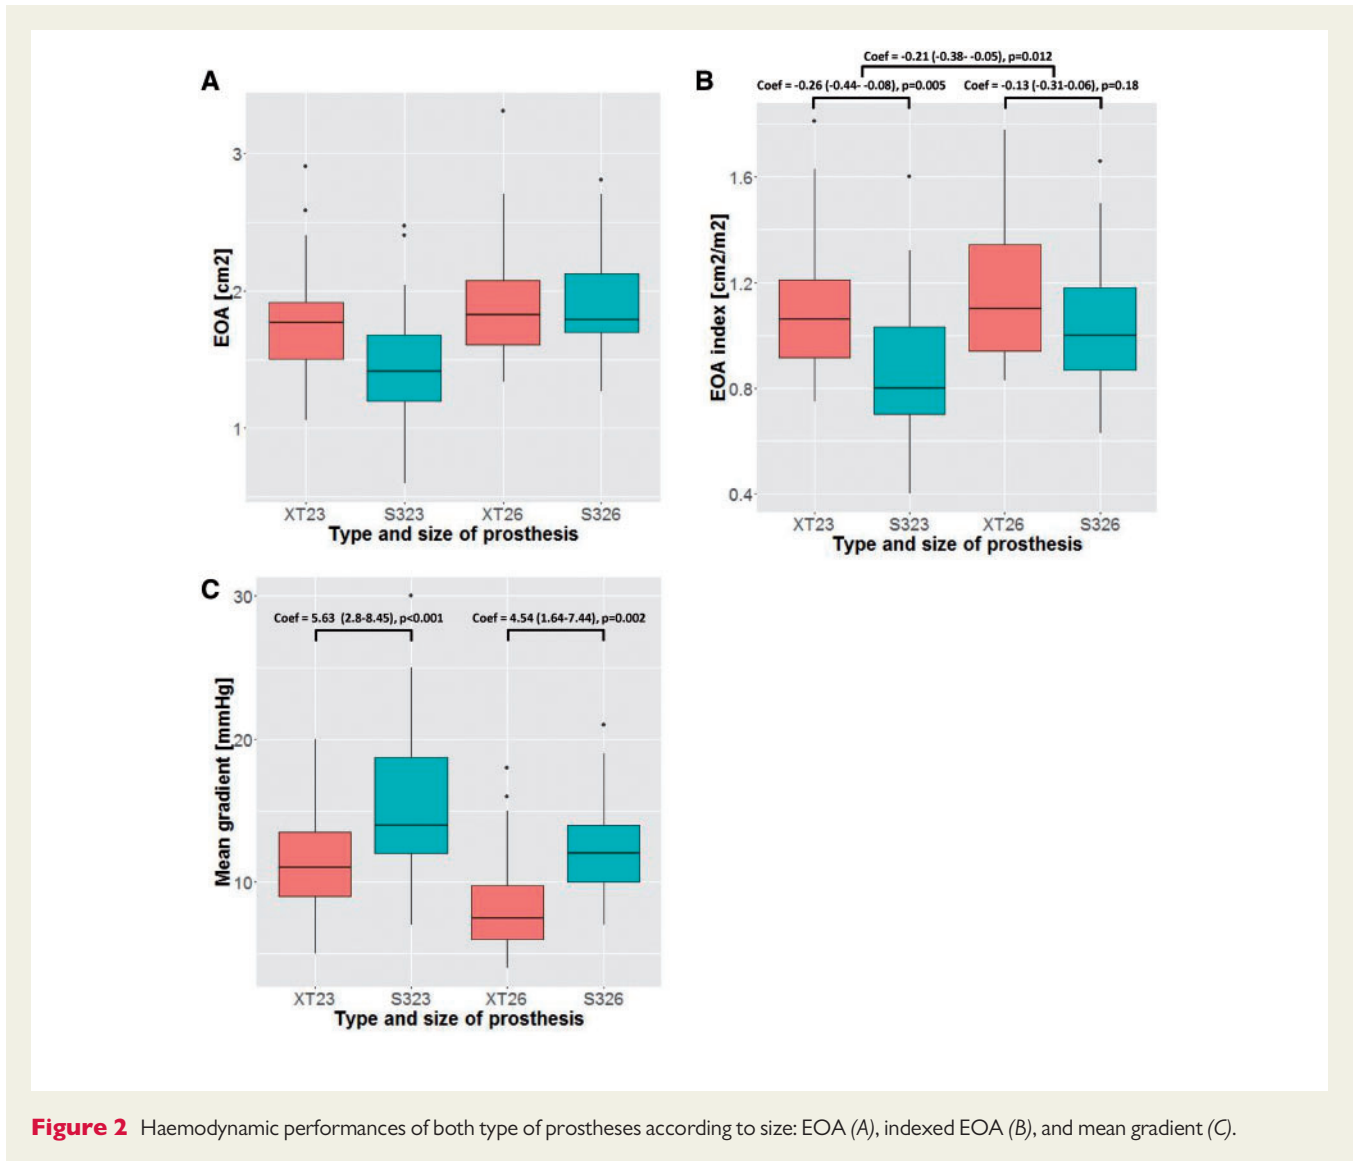 A
EOA [cm2]
3
2
1
XT23 S323 XT26 S326
Type and size of prosthesis
B
Coef = -0.21 (-0.38- -0.05), p=0.012
Coef = -0.26 (-0.44- -0.08), p=0.005 Coef = -0.13 (-0.31-0.06), p=0.18
EOA index [cm2/m2]
1.6
1.2
0.8
0.4
XT23 S323 XT26 S326
Type and size of prosthesis
C
Coef = 5.63 (2.8-8.45), p<0.001 Coef = 4.54 (1.64-7.44), p=0.002
Mean gradient [mmHg]
30
20
10
XT23 S323 XT26 S326
Type and size of prosthesis
Figure 2 Haemodynamic performances of both type of prostheses according to size: EOA (A), indexed EOA (B), and mean gradient (C).